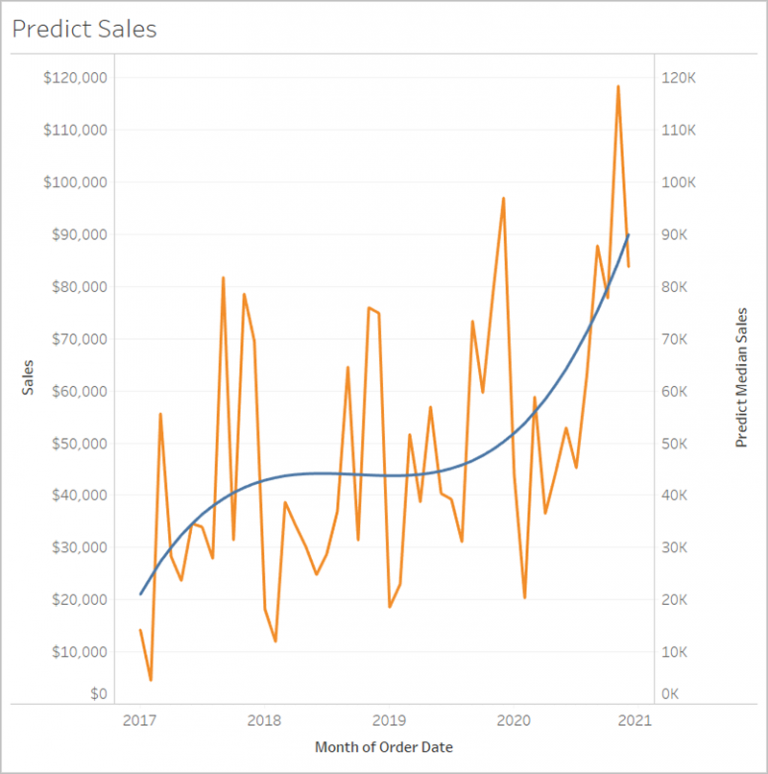 Predict Sales
$120,000
$110,000
$100,000
$90,000
$80,000
$70,000
$60,000
$50,000
$40,000
$30,000
$20,000
$10,000
$0
Sales
120K
110K
100K
90K
80K
70K
60K
50K
40K
30K
20K
10K
0K
Predict Median Sales
2017 2018 2019 2020 2021
Month of Order Date